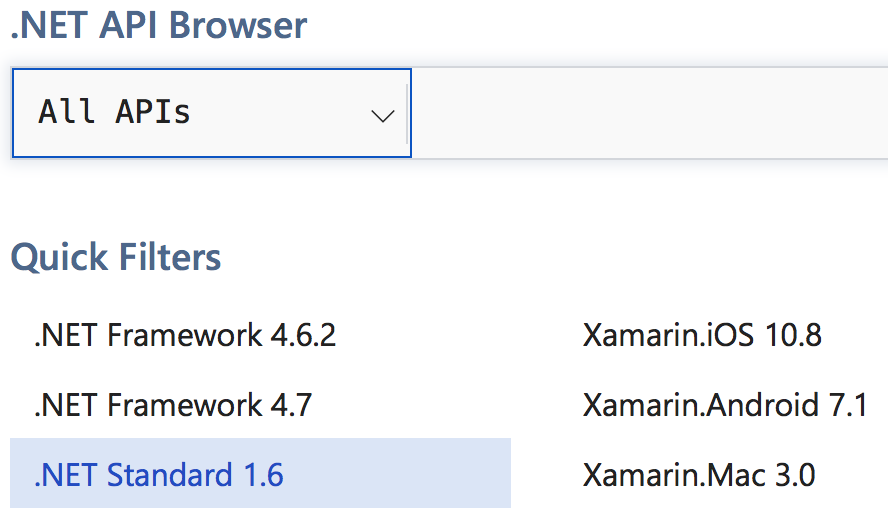 .NET API Browser
All APIs
Quick Filters
.NET Framework 4.6.2
Xamarin.iOS 10.8
.NET Framework 4.7
Xamarin.Android 7.1
.NET Standard 1.6
Xamarin.Mac 3.0